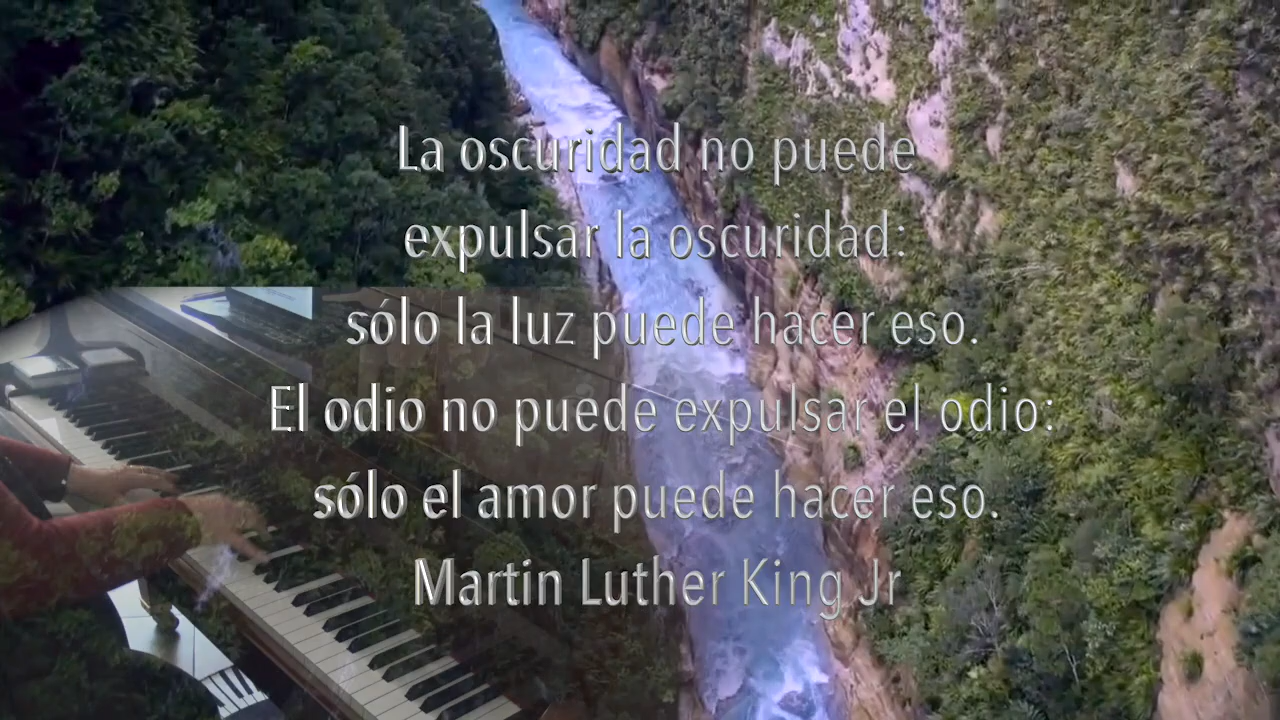 La oscuridad no puede
expulsar la oscuridad:
sólo la luz puede hacer eso.
El odio no puede expulsar el odio:
sólo el amor puede hacer eso.
Martin Luther King Jr